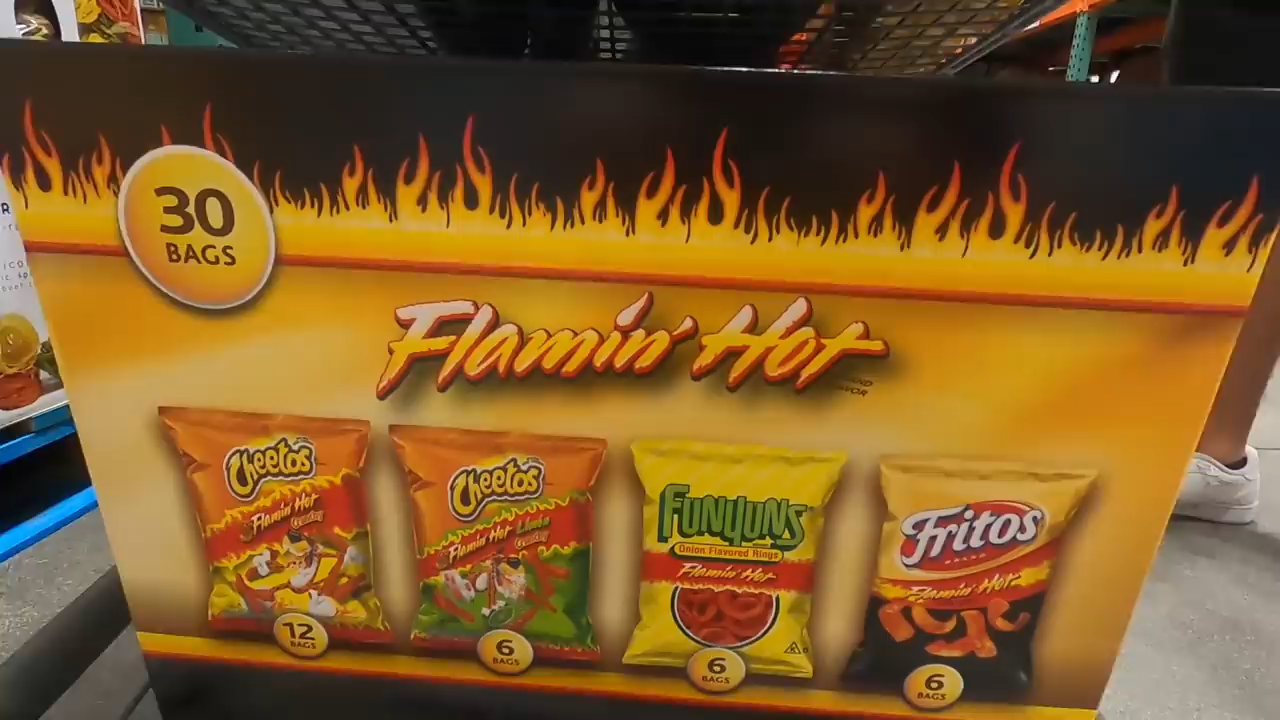 30
BAGS
Flamin' Hot
Cheetos
Flamin' Hot
Crunchy
12
BAGS
Cheetos
Flamin' Hot Limón
Crunchy
6
BAGS
FUNYUNS
Onion Flavored Rings
Flamin' Hot
6
BAGS
Fritos
BRAND
Flamin' Hot
6
BAGS